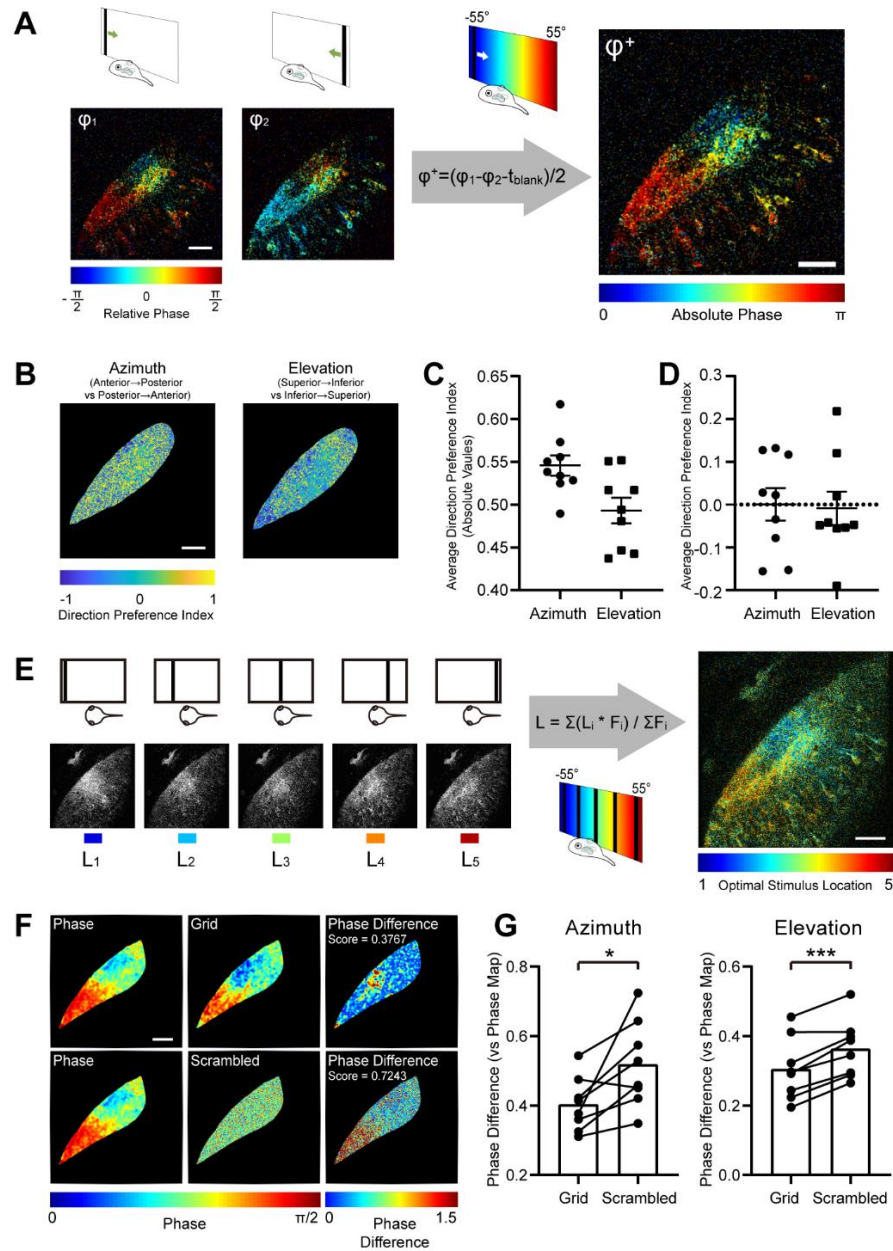 A
-55°
55°
φ1
φ2
φ+=(φ1-φ2-tblank)/2
φ+
-π/2
0
π/2
Relative Phase
0
Absolute Phase
π
B
Azimuth
(Anterior→Posterior
vs Posterior→Anterior)
Elevation
(Superior→Inferior
vs Inferior→Superior)
-1
0
1
Direction Preference Index
C
Average Direction Preference Index
(Absolute Vaules)
0.65
0.60
0.55
0.50
0.45
0.40
Azimuth
Elevation
D
Average Direction Preference Index
0.3
0.2
0.1
0.0
-0.1
-0.2
Azimuth
Elevation
E
L1
L2
L3
L4
L5
L = Σ(Li * Fi) / ΣFi
-55°
55°
1
Optimal Stimulus Location
5
F
Phase
Grid
Phase Difference
Score = 0.3767
Phase
Scrambled
Phase Difference
Score = 0.7243
0
Phase
π/2
0
Phase
Difference
1.5
G
Azimuth
Phase Difference (vs Phase Map)
0.8
0.6
0.4
0.2
*
Grid
Scrambled
Elevation
Phase Difference (vs Phase Map)
0.6
0.4
0.2
0.0
***
Grid
Scrambled